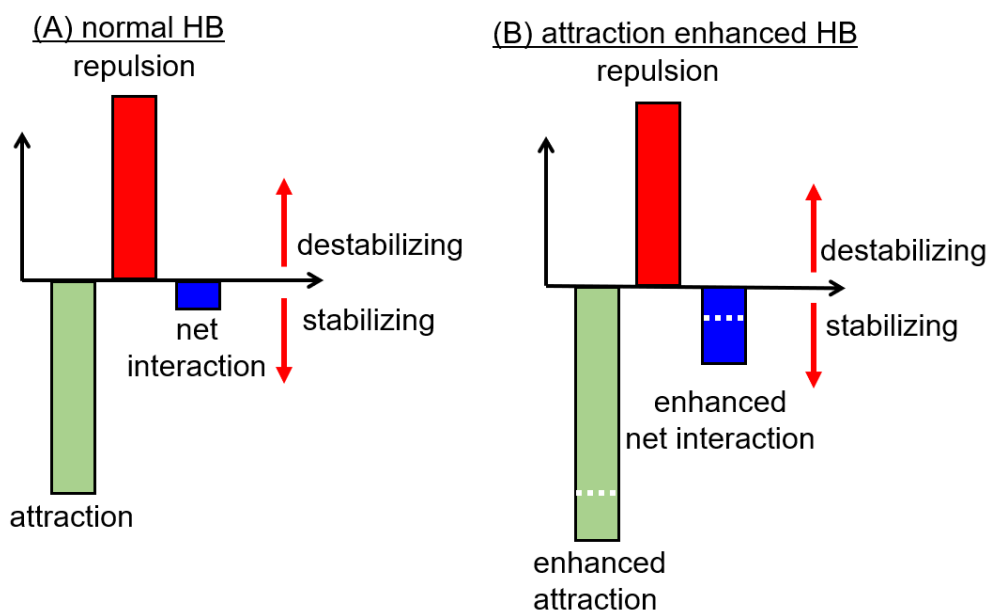 (A) normal HB
repulsion
destabilizing
stabilizing
net
interaction
attraction
(B) attraction enhanced HB
repulsion
destabilizing
stabilizing
enhanced
net interaction
enhanced
attraction